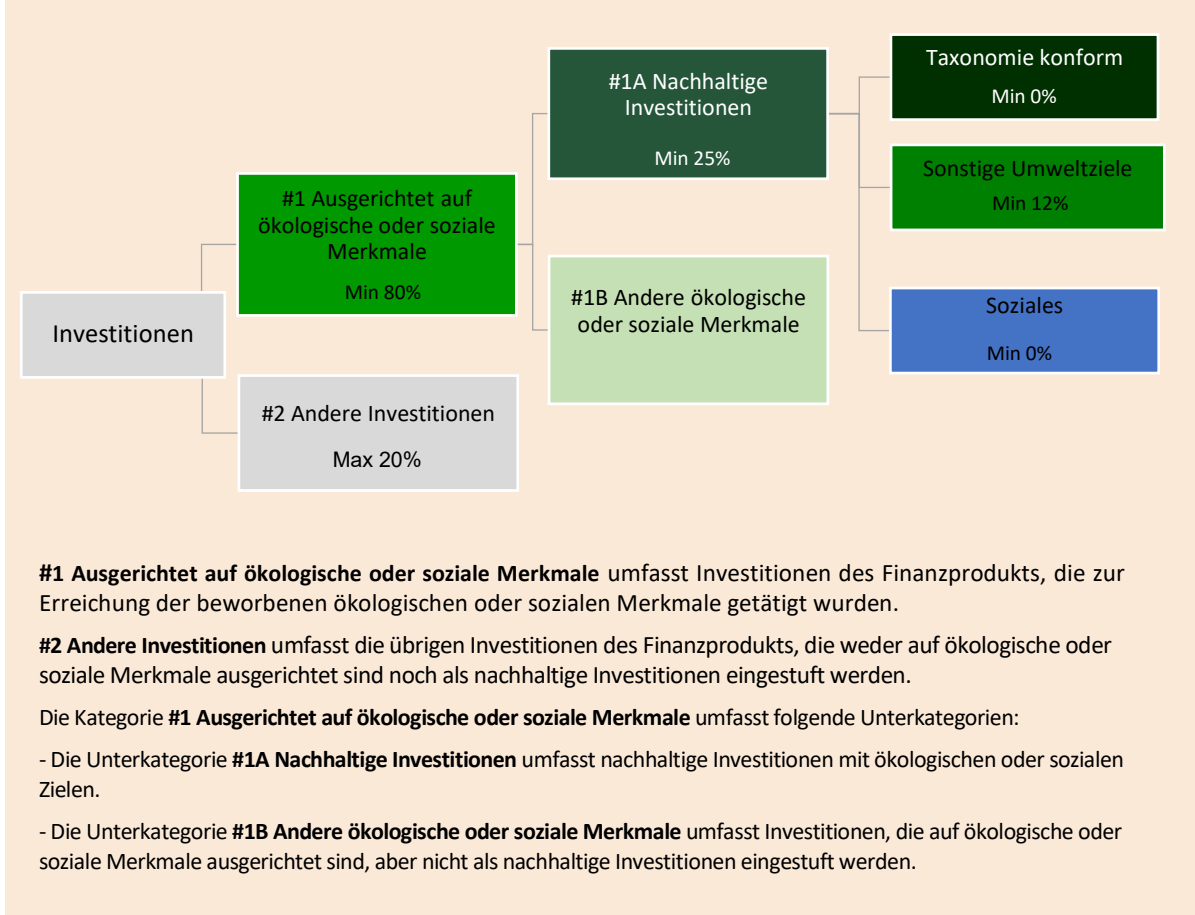 Investitionen
#1 Ausgerichtet auf
ökologische oder soziale
Merkmale
Min 80%
#2 Andere Investitionen
Max 20%
#1A Nachhaltige
Investitionen
Min 25%
#1B Andere ökologische
oder soziale Merkmale
Taxonomie konform
Min 0%
Sonstige Umweltziele
Min 12%
Soziales
Min 0%
#1 Ausgerichtet auf ökologische oder soziale Merkmale umfasst Investitionen des Finanzprodukts, die zur
Erreichung der beworbenen ökologischen oder sozialen Merkmale getätigt wurden.
#2 Andere Investitionen umfasst die übrigen Investitionen des Finanzprodukts, die weder auf ökologische oder
soziale Merkmale ausgerichtet sind noch als nachhaltige Investitionen eingestuft werden.
Die Kategorie #1 Ausgerichtet auf ökologische oder soziale Merkmale umfasst folgende Unterkategorien:
- Die Unterkategorie #1A Nachhaltige Investitionen umfasst nachhaltige Investitionen mit ökologischen oder sozialen
Zielen.
- Die Unterkategorie #1B Andere ökologische oder soziale Merkmale umfasst Investitionen, die auf ökologische oder
soziale Merkmale ausgerichtet sind, aber nicht als nachhaltige Investitionen eingestuft werden.